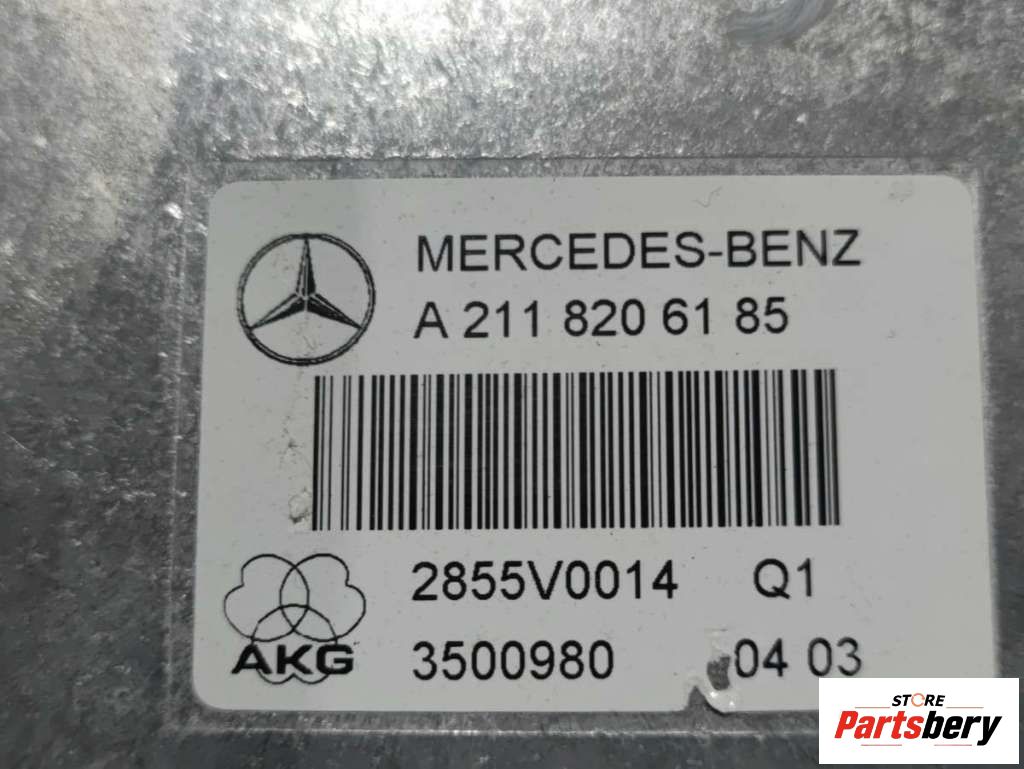 MERCEDES-BENZ
A 211 820 61 85
2855V0014 Q1
AKG
3500980 04 03
STORE
Partsbery